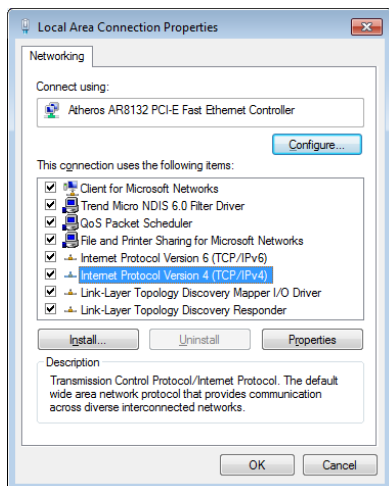 Local Area Connection Properties
Networking
Connect using:
Atheros AR8132 PCI-E Fast Ethernet Controller
Configure...
This connection uses the following items:
Client for Microsoft Networks
Trend Micro NDIS 6.0 Filter Driver
QoS Packet Scheduler
File and Printer Sharing for Microsoft Networks
Internet Protocol Version 6 (TCP/IPv6)
Internet Protocol Version 4 (TCP/IPv4)
Link-Layer Topology Discovery Mapper I/O Driver
Link-Layer Topology Discovery Responder
Install... Uninstall Properties
Description
Transmission Control Protocol/Internet Protocol. The default
wide area network protocol that provides communication
across diverse interconnected networks.
OK Cancel